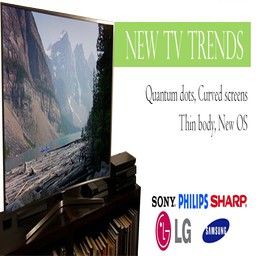 NEW TV TRENDS
Quantum dots, Curved screens
Thin body, New OS
SONY PHILIPS SHARP
LG SAMSUNG